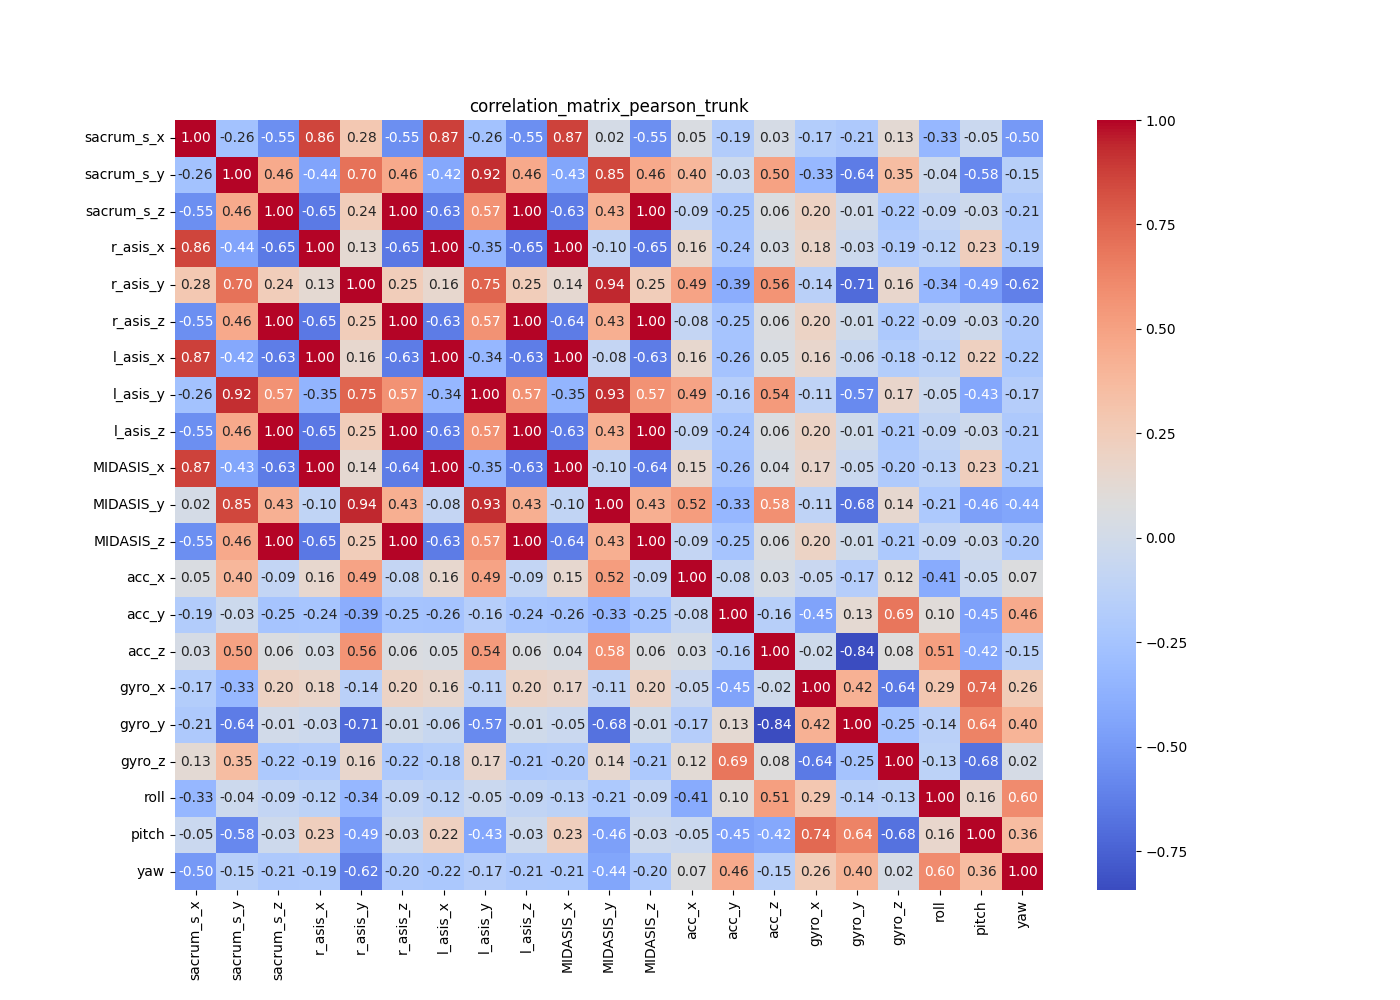 correlation_matrix_pearson_trunk
sacrum_s_x 1.00 -0.26 -0.55 0.86 0.28 -0.55 0.87 -0.26 -0.55 0.87 0.02 -0.55 0.05 -0.19 0.03 -0.17 -0.21 0.13 -0.33 -0.05 -0.50
sacrum_s_y -0.26 1.00 0.46 -0.44 0.70 0.46 -0.42 0.92 0.46 -0.43 0.85 0.46 0.40 -0.03 0.50 -0.33 -0.64 0.35 -0.04 -0.58 -0.15
sacrum_s_z -0.55 0.46 1.00 -0.65 0.24 1.00 -0.63 0.57 1.00 -0.63 0.43 1.00 -0.09 -0.25 0.06 0.20 -0.01 -0.22 -0.09 -0.03 -0.21
r_asis_x 0.86 -0.44 -0.65 1.00 0.13 -0.65 1.00 -0.35 -0.65 1.00 -0.10 -0.65 0.16 -0.24 0.03 0.18 -0.03 -0.19 -0.12 0.23 -0.19
r_asis_y 0.28 0.70 0.24 0.13 1.00 0.25 0.16 0.75 0.25 0.14 0.94 0.25 0.49 -0.39 0.56 -0.14 -0.71 0.16 -0.34 -0.49 -0.62
r_asis_z -0.55 0.46 1.00 -0.65 0.25 1.00 -0.63 0.57 1.00 -0.64 0.43 1.00 -0.08 -0.25 0.06 0.20 -0.01 -0.22 -0.09 -0.03 -0.20
l_asis_x 0.87 -0.42 -0.63 1.00 0.16 -0.63 1.00 -0.34 -0.63 1.00 -0.08 -0.63 0.16 -0.26 0.05 0.16 -0.06 -0.18 -0.12 0.22 -0.22
l_asis_y -0.26 0.92 0.57 -0.35 0.75 0.57 -0.34 1.00 0.57 -0.35 0.93 0.57 0.49 -0.16 0.54 -0.11 -0.57 0.17 -0.05 -0.43 -0.17
l_asis_z -0.55 0.46 1.00 -0.65 0.25 1.00 -0.63 0.57 1.00 -0.63 0.43 1.00 -0.09 -0.24 0.06 0.20 -0.01 -0.21 -0.09 -0.03 -0.21
MIDASIS_x 0.87 -0.43 -0.63 1.00 0.14 -0.64 1.00 -0.35 -0.63 1.00 -0.10 -0.64 0.15 -0.26 0.04 0.17 -0.05 -0.20 -0.13 0.23 -0.21
MIDASIS_y 0.02 0.85 0.43 -0.10 0.94 0.43 -0.08 0.93 0.43 -0.10 1.00 0.43 0.52 -0.33 0.58 -0.11 -0.68 0.14 -0.21 -0.46 -0.44
MIDASIS_z -0.55 0.46 1.00 -0.65 0.25 1.00 -0.63 0.57 1.00 -0.64 0.43 1.00 -0.09 -0.25 0.06 0.20 -0.01 -0.21 -0.09 -0.03 -0.20
acc_x 0.05 0.40 -0.09 0.16 0.49 -0.08 0.16 0.49 -0.09 0.15 0.52 -0.09 1.00 -0.08 0.03 -0.05 -0.17 0.12 -0.41 -0.05 0.07
acc_y -0.19 -0.03 -0.25 -0.24 -0.39 -0.25 -0.26 -0.16 -0.24 -0.26 -0.33 -0.25 -0.08 1.00 -0.16 -0.45 0.13 0.69 0.10 -0.45 0.46
acc_z 0.03 0.50 0.06 0.03 0.56 0.06 0.05 0.54 0.06 0.04 0.58 0.06 0.03 -0.16 1.00 -0.02 -0.84 0.08 0.51 -0.42 -0.15
gyro_x -0.17 -0.33 0.20 0.18 -0.14 0.20 0.16 -0.11 0.20 0.17 -0.11 0.20 -0.05 -0.45 -0.02 1.00 0.42 -0.64 0.29 0.74 0.26
gyro_y -0.21 -0.64 -0.01 -0.03 -0.71 -0.01 -0.06 -0.57 -0.01 -0.05 -0.68 -0.01 -0.17 0.13 -0.84 0.42 1.00 -0.25 -0.14 0.64 0.40
gyro_z 0.13 0.35 -0.22 -0.19 0.16 -0.22 -0.18 0.17 -0.21 -0.20 0.14 -0.21 0.12 0.69 0.08 -0.64 -0.25 1.00 -0.13 -0.68 0.02
roll -0.33 -0.04 -0.09 -0.12 -0.34 -0.09 -0.12 -0.05 -0.09 -0.13 -0.21 -0.09 -0.41 0.10 0.51 0.29 -0.14 -0.13 1.00 0.16 0.60
pitch -0.05 -0.58 -0.03 0.23 -0.49 -0.03 0.22 -0.43 -0.03 0.23 -0.46 -0.03 -0.05 -0.45 -0.42 0.74 0.64 -0.68 0.16 1.00 0.36
yaw -0.50 -0.15 -0.21 -0.19 -0.62 -0.20 -0.22 -0.17 -0.21 -0.21 -0.44 -0.20 0.07 0.46 -0.15 0.26 0.40 0.02 0.60 0.36 1.00
sacrum_s_x sacrum_s_y sacrum_s_z r_asis_x r_asis_y r_asis_z l_asis_x l_asis_y l_asis_z MIDASIS_x MIDASIS_y MIDASIS_z acc_x acc_y acc_z gyro_x gyro_y gyro_z roll pitch yaw
1.00
0.75
0.50
0.25
0.00
−0.25
−0.50
−0.75